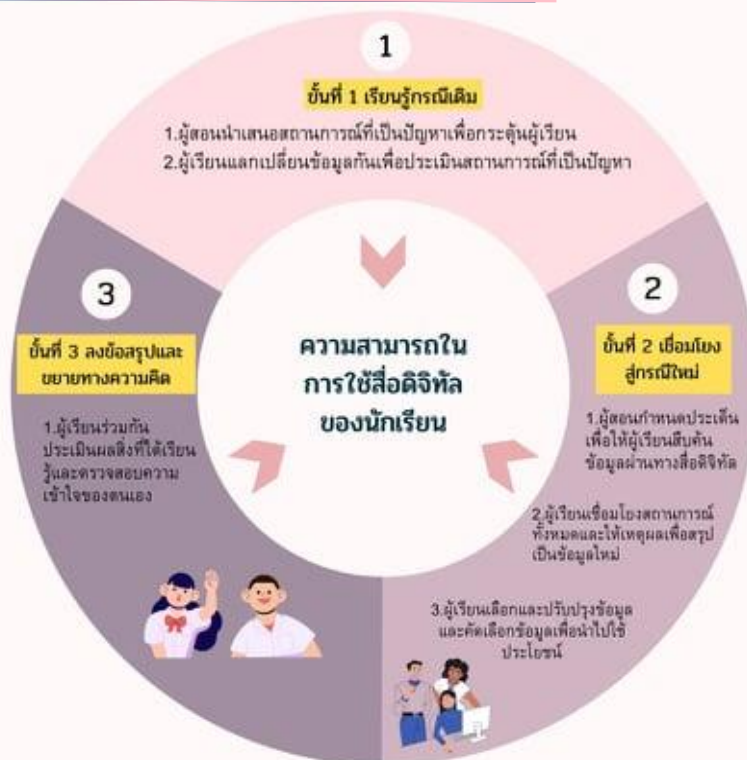 1
ขั้นที่ 1 เรียนรู้กรณีเดิม
1.ผู้สอนนำเสนอสถานการณ์ที่เป็นปัญหาเพื่อกระตุ้นผู้เรียน
2.ผู้เรียนแลกเปลี่ยนข้อมูลกันเพื่อประเมินสถานการณ์ที่เป็นปัญหา
2
ขั้นที่ 2 เชื่อมโยง
สู่กรณีใหม่
1.ผู้สอนกำหนดประเด็น
เพื่อให้ผู้เรียนสืบค้น
ข้อมูลผ่านทางสื่อดิจิทัล
2.ผู้เรียนเชื่อมโยงสถานการณ์
ทั้งหมดและให้เหตุผลเพื่อสรุป
เป็นข้อมูลใหม่
3.ผู้เรียนเลือกและปรับปรุงข้อมูล
และคัดเลือกข้อมูลเพื่อนำไปใช้
ประโยชน์
3
ขั้นที่ 3 ลงข้อสรุปและ
ขยายทางความคิด
1.ผู้เรียนร่วมกัน
ประเมินผลสิ่งที่ได้เรียน
รู้และตรวจสอบความ
เข้าใจของตนเอง
ความสามารถใน
การใช้สื่อดิจิทัล
ของนักเรียน